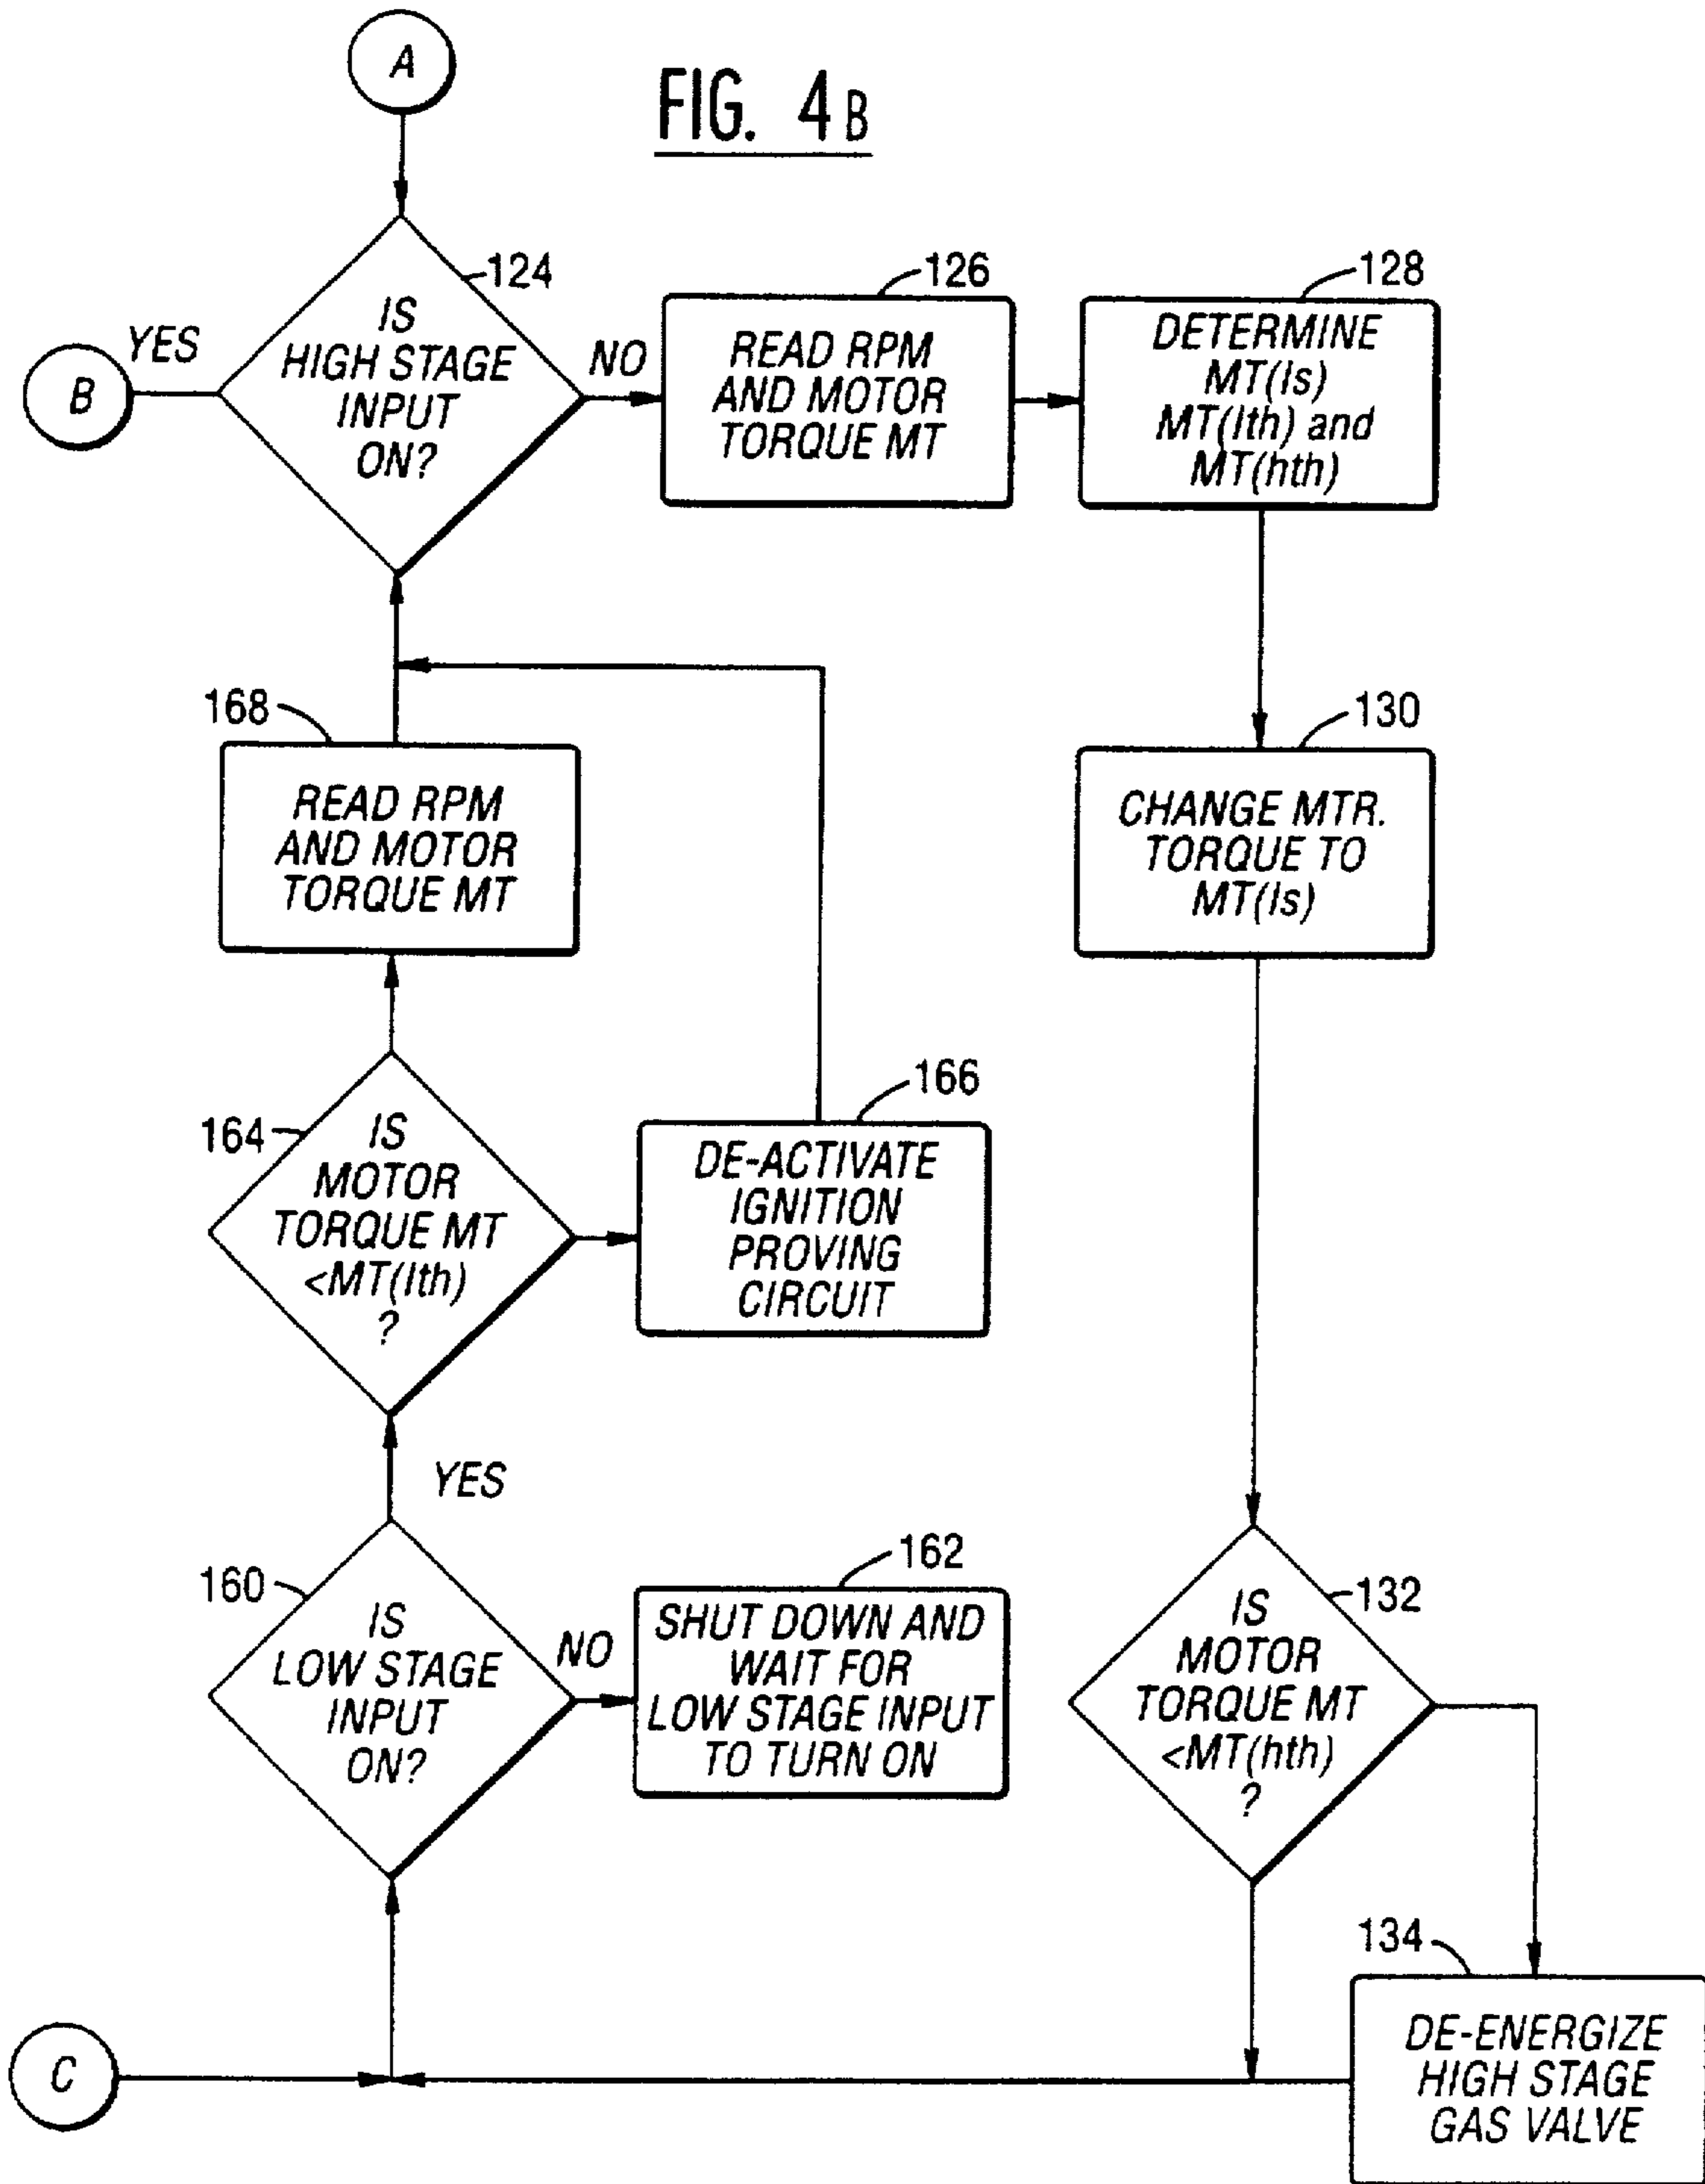 A
FIG. 4B
124
IS
HIGH STAGE
INPUT
ON?
YES
B
NO
126
READ RPM
AND MOTOR
TORQUE MT
128
DETERMINE
MT(ls)
MT(lth) and
MT(hth)
130
CHANGE MTR.
TORQUE TO
MT(ls)
168
READ RPM
AND MOTOR
TORQUE MT
164
IS
MOTOR
TORQUE MT
<MT(lth)
?
166
DE-ACTIVATE
IGNITION
PROVING
CIRCUIT
YES
160
IS
LOW STAGE
INPUT
ON?
NO
162
SHUT DOWN AND
WAIT FOR
LOW STAGE INPUT
TO TURN ON
132
IS
MOTOR
TORQUE MT
<MT(hth)
?
134
DE-ENERGIZE
HIGH STAGE
GAS VALVE
C